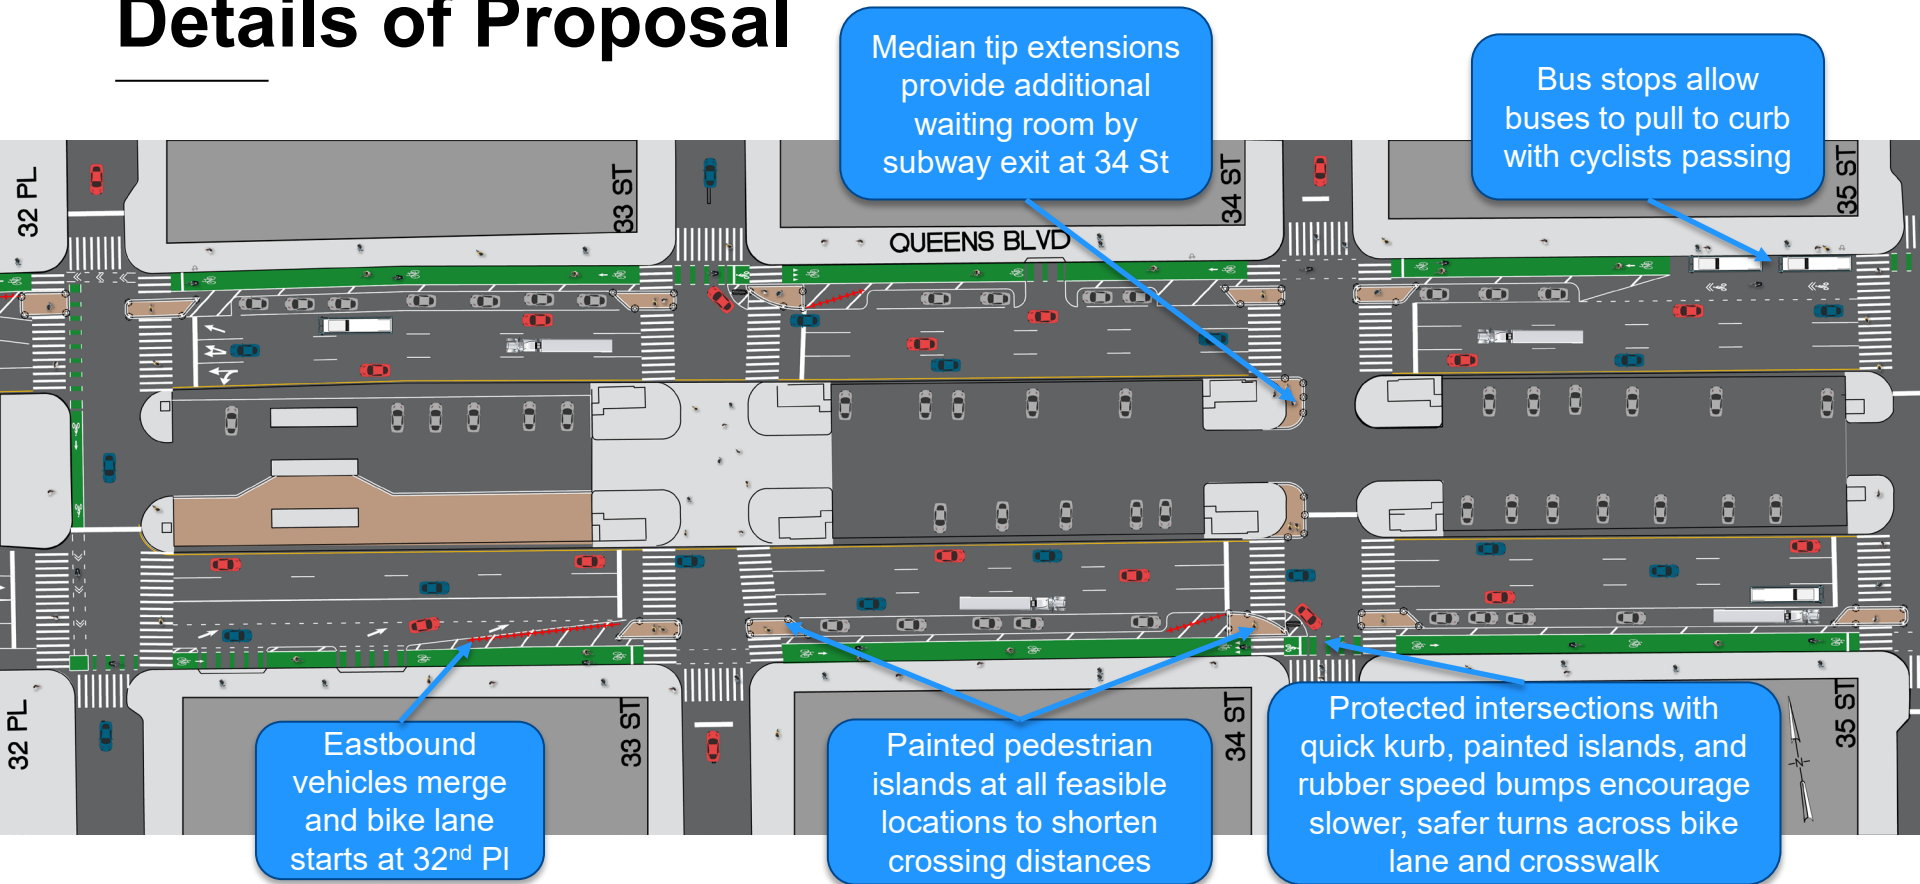 Details of Proposal
Median tip extensions
provide additional
waiting room by
subway exit at 34 St
Bus stops allow
buses to pull to curb
with cyclists passing
32 PL
33 ST
34 ST
35 ST
QUEENS BLVD
32 PL
33 ST
34 ST
35 ST
Eastbound
vehicles merge
and bike lane
starts at 32nd Pl
Painted pedestrian
islands at all feasible
locations to shorten
crossing distances
Protected intersections with
quick kurb, painted islands, and
rubber speed bumps encourage
slower, safer turns across bike
lane and crosswalk
N